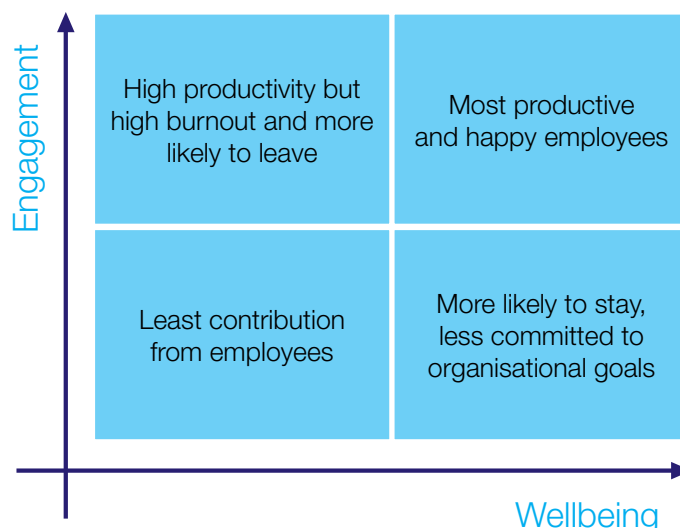 Engagement
High productivity but
high burnout and more
likely to leave
Most productive
and happy employees
Least contribution
from employees
More likely to stay,
less committed to
organisational goals
Wellbeing